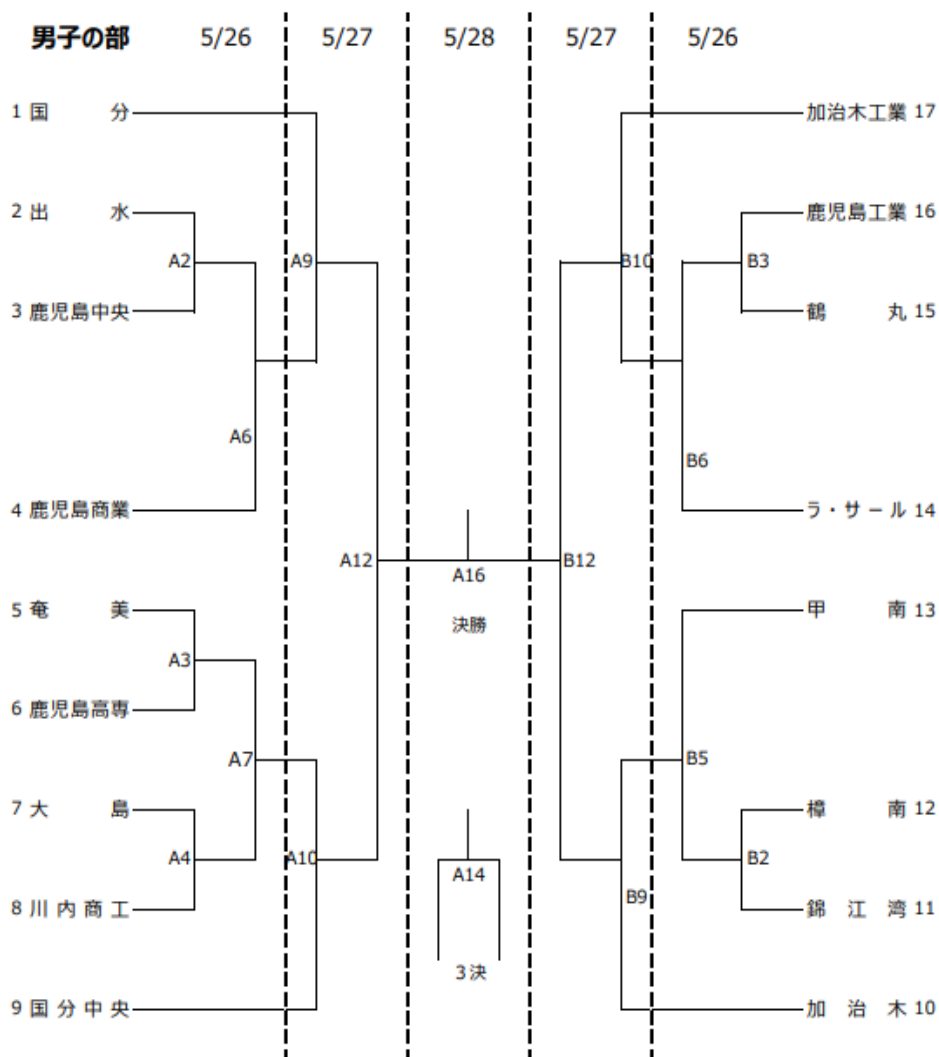 男子の部 5/26 5/27 5/28 5/27 5/26
1 国分 加治木工業 17
2 出水 鹿児島工業 16
A2 A9 B10 B3
3 鹿児島中央 鶴丸 15
A6 B6
4 鹿児島商業 ラ・サール 14
A12 A16 B12
決勝
5 奄美 甲南 13
A3
6 鹿児島高専
A7 B5
7 大島 樟南 12
A4 A10 A14 B2
B9
8 川内商工 錦江湾 11
3決
9 国分中央 加治木 10